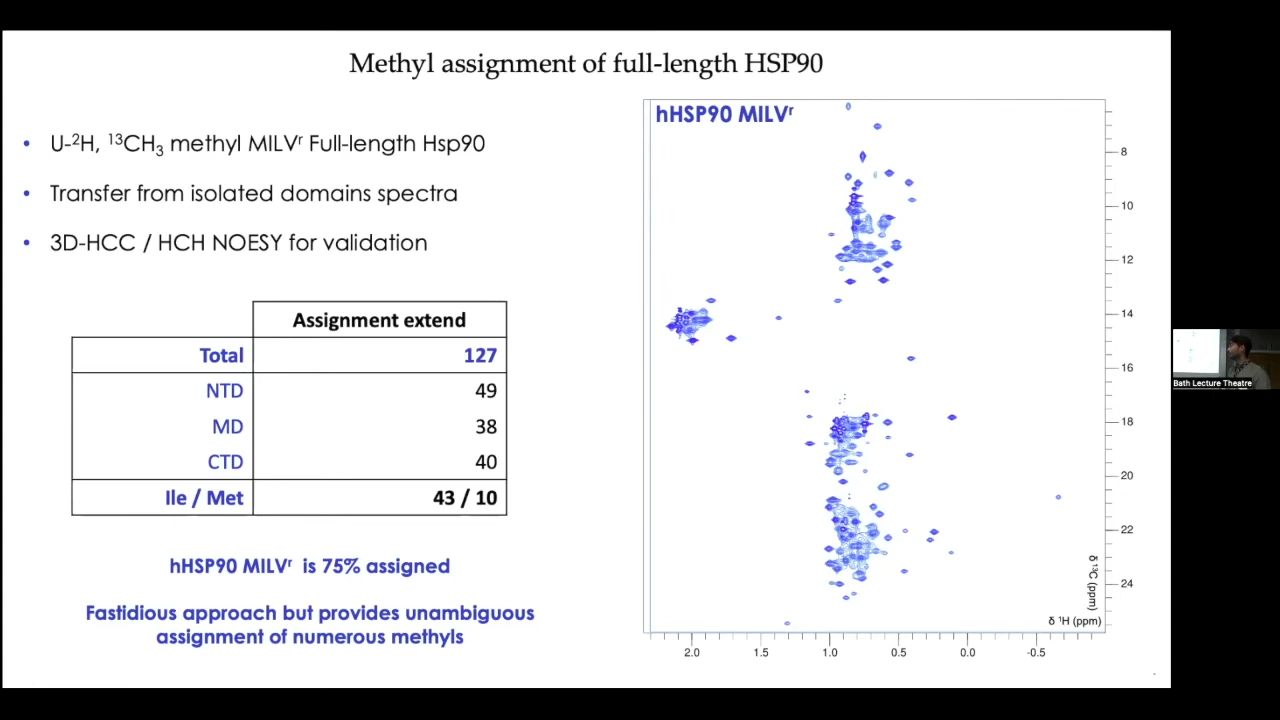 Methyl assignment of full-length HSP90
• U-²H, ¹³CH₃ methyl MILVʳ Full-length Hsp90
• Transfer from isolated domains spectra
• 3D-HCC / HCH NOESY for validation
Assignment extend
Total 127
NTD 49
MD 38
CTD 40
Ile / Met 43 / 10
hHSP90 MILVʳ is 75% assigned
Fastidious approach but provides unambiguous
assignment of numerous methyls
hHSP90 MILVʳ
8
10
12
14
16
18
20
22
24
δ ¹³C (ppm)
δ ¹H (ppm)
2.0 1.5 1.0 0.5 0.0 -0.5
Bath Lecture Theatre